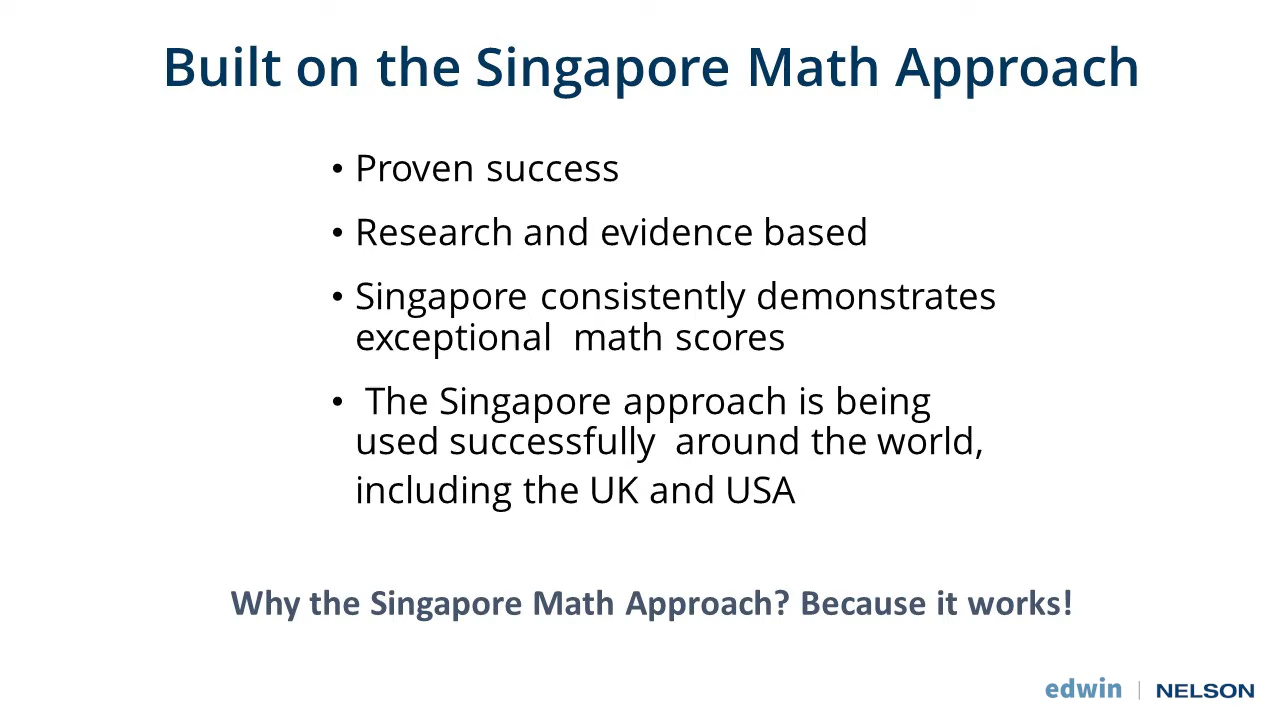 Built on the Singapore Math Approach
• Proven success
• Research and evidence based
• Singapore consistently demonstrates
exceptional  math scores
•  The Singapore approach is being
used successfully  around the world,
including the UK and USA
Why the Singapore Math Approach? Because it works!
edwin | NELSON